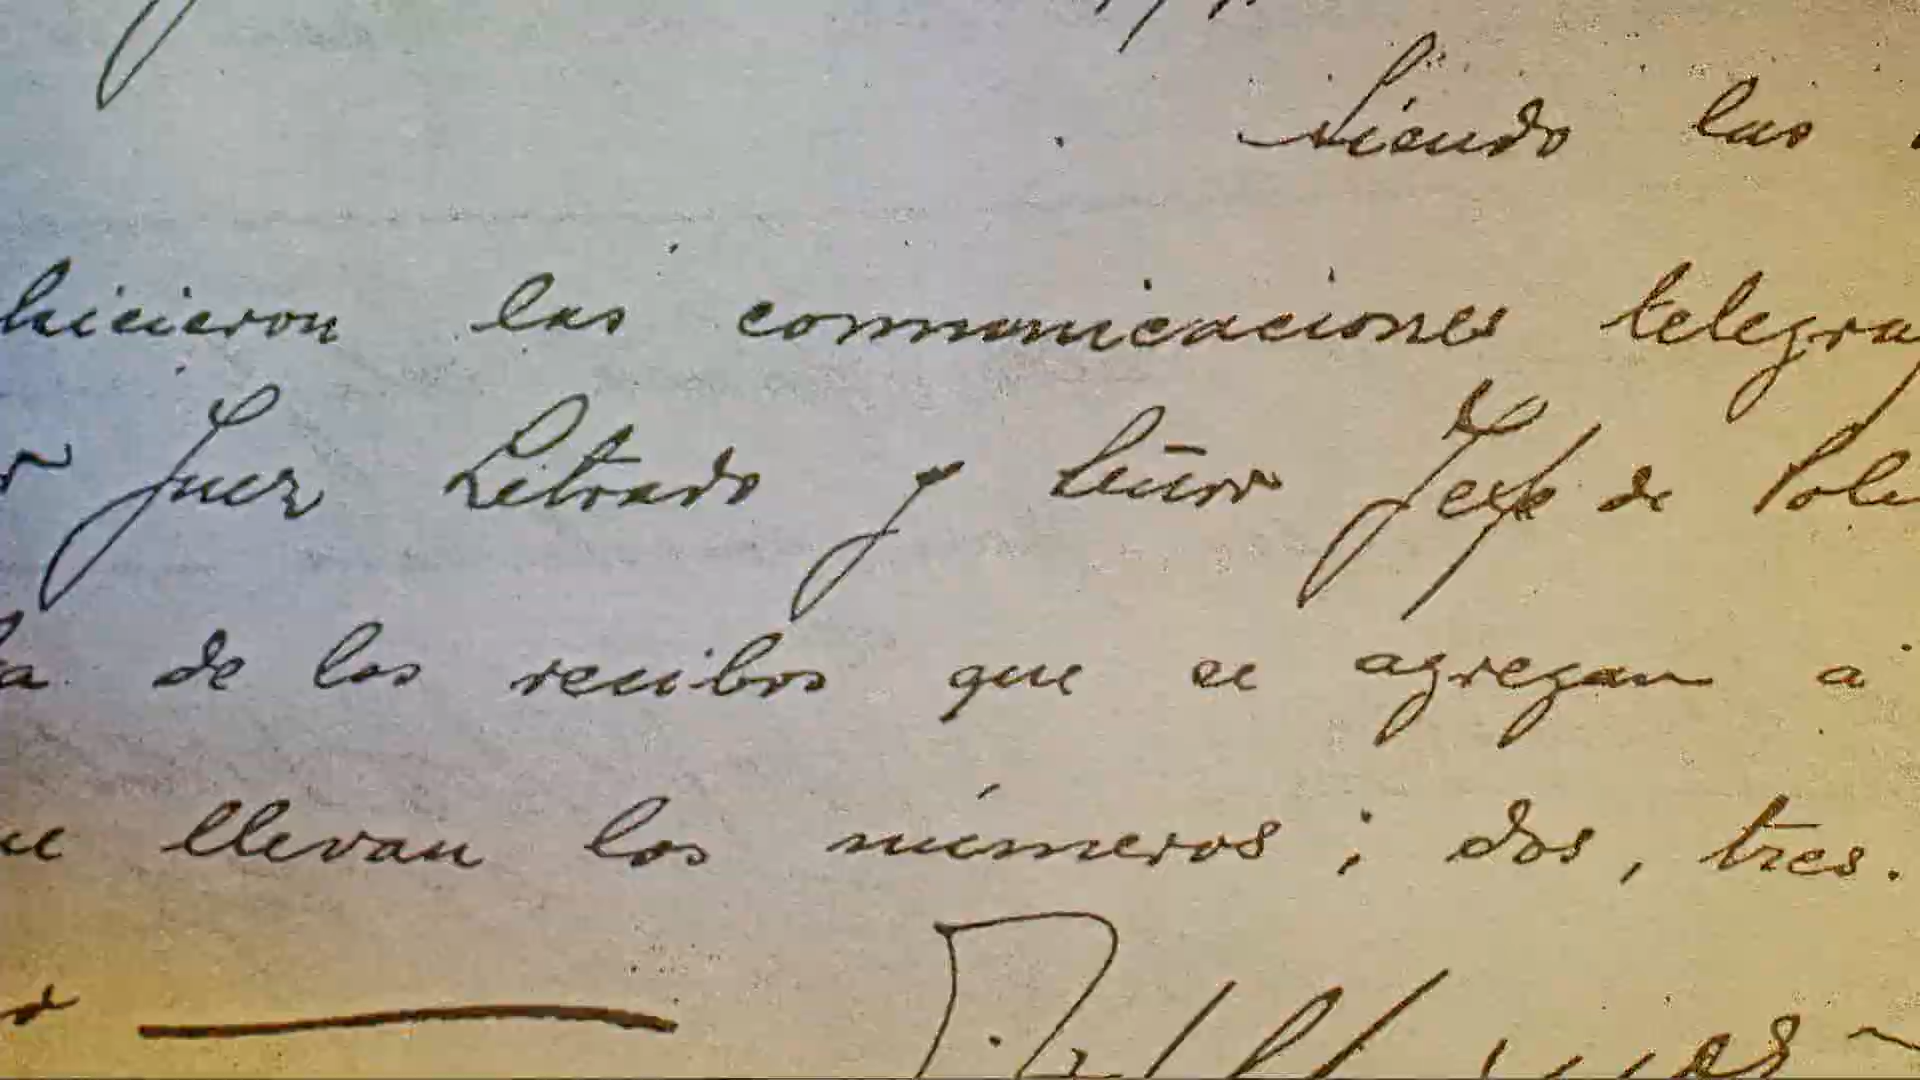 Siendo las
hicieron las comunicaciones telegra
r Juez Letrado y Señor Jefe de Poli
a de los recibos que se agregan a
ue llevan los números; dos, tres.